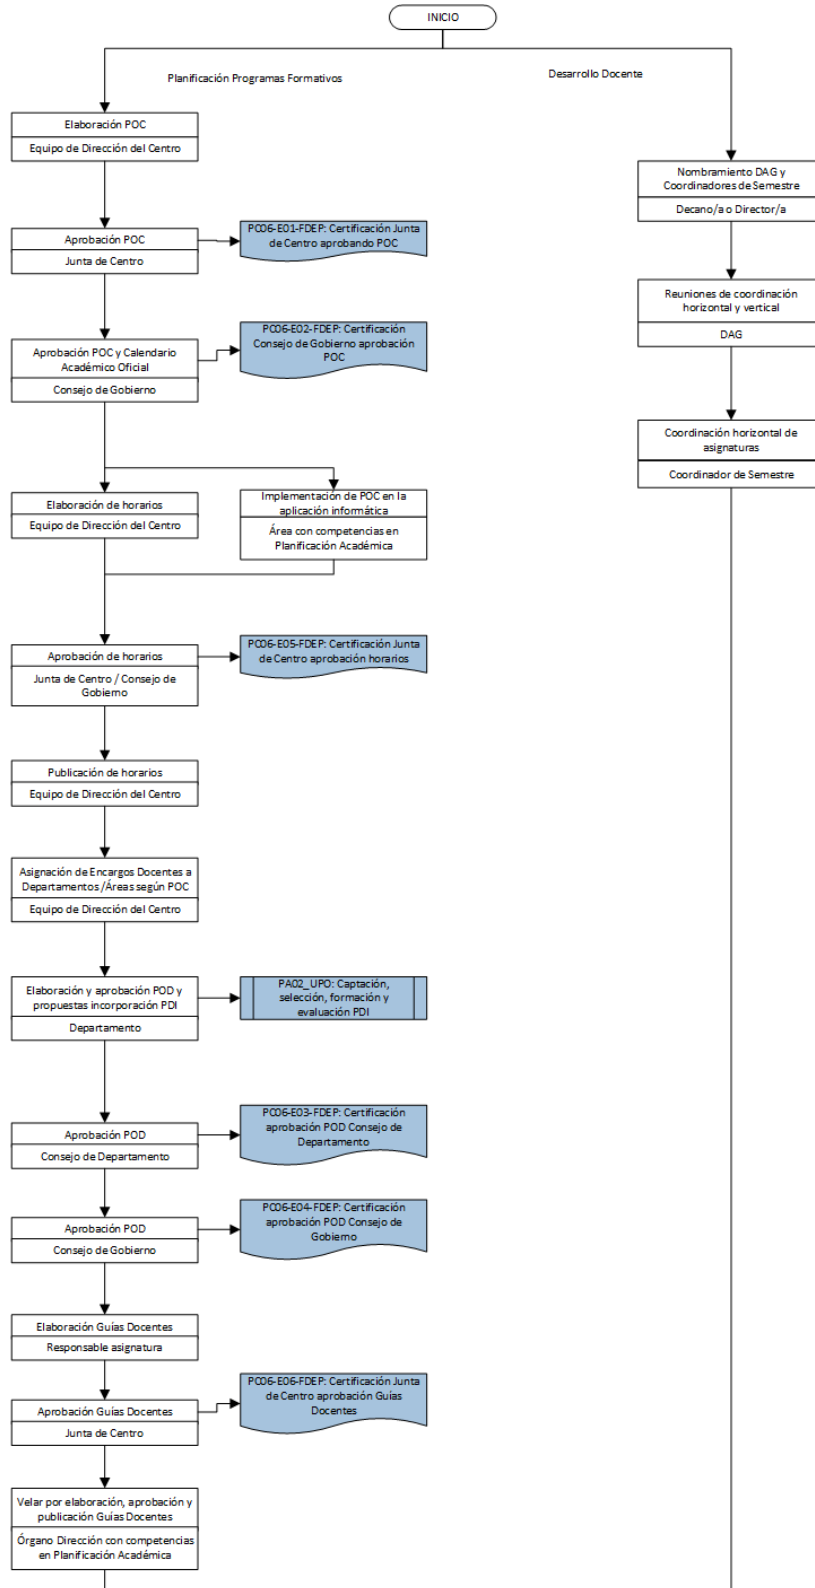 INICIO
Planificación Programas Formativos
Desarrollo Docente
Elaboración POC
Equipo de Dirección del Centro
Nombramiento DAG y
Coordinadores de Semestre
Decano/a o Director/a
Aprobación POC
Junta de Centro
PC06-E01-FDEP: Certificación Junta
de Centro aprobando POC
Reuniones de coordinación
horizontal y vertical
DAG
Aprobación POC y Calendario
Académico Oficial
Consejo de Gobierno
PC06-E02-FDEP: Certificación
Consejo de Gobierno aprobación
POC
Coordinación horizontal de
asignaturas
Coordinador de Semestre
Elaboración de horarios
Equipo de Dirección del Centro
Implementación de POC en la
aplicación informática
Área con competencias en
Planificación Académica
Aprobación de horarios
Junta de Centro / Consejo de
Gobierno
PC06-E05-FDEP: Certificación Junta
de Centro aprobación horarios
Publicación de horarios
Equipo de Dirección del Centro
Asignación de Encargos Docentes a
Departamentos /Áreas según POC
Equipo de Dirección del Centro
Elaboración y aprobación POD y
propuestas incorporación PDI
Departamento
PA02_UPO: Captación,
selección, formación y
evaluación PDI
Aprobación POD
Consejo de Departamento
PC06-E03-FDEP: Certificación
aprobación POD Consejo de
Departamento
Aprobación POD
Consejo de Gobierno
PC06-E04-FDEP: Certificación
aprobación POD Consejo de
Gobierno
Elaboración Guías Docentes
Responsable asignatura
Aprobación Guías Docentes
Junta de Centro
PC06-E06-FDEP: Certificación Junta
de Centro aprobación Guías
Docentes
Velar por elaboración, aprobación y
publicación Guías Docentes
Órgano Dirección con competencias
en Planificación Académica